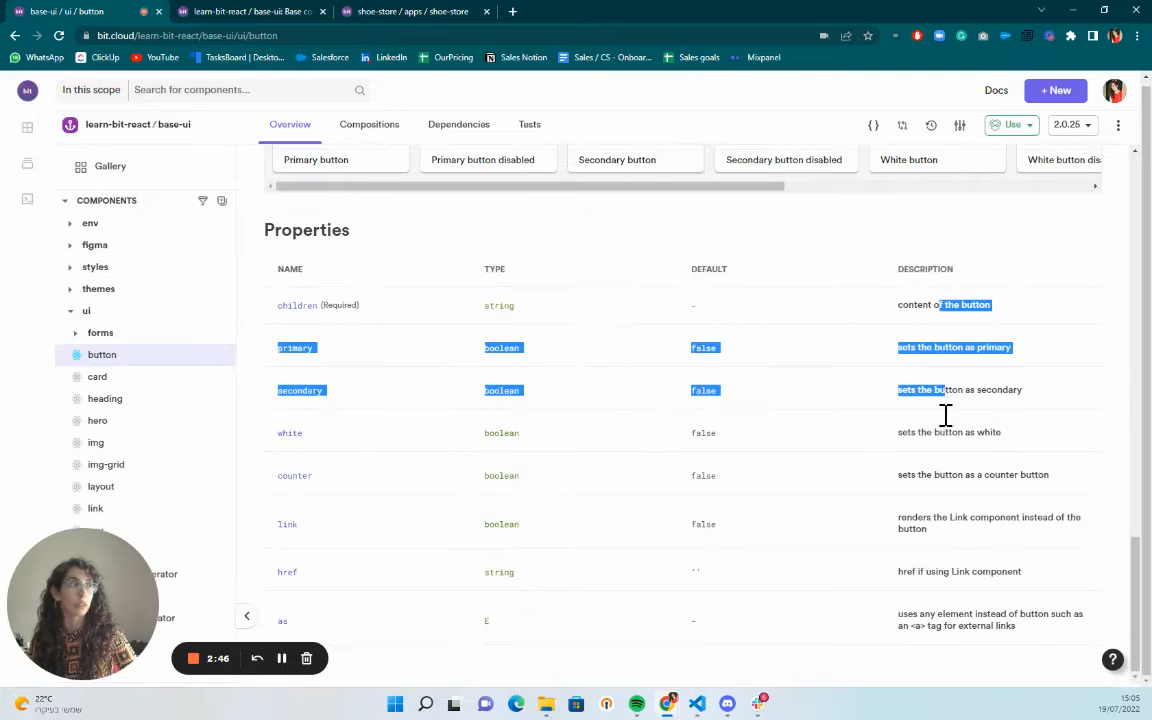 base-ui / ui / button
learn-bit-react / base-ui: Base co
shoe-store / apps / shoe-store
bit.cloud/learn-bit-react/base-ui/ui/button
WhatsApp
ClickUp
YouTube
TasksBoard | Deskto...
Salesforce
LinkedIn
OurPricing
Sales Notion
Sales / CS - Onboar...
Sales goals
Mixpanel
bit
In this scope
Search for components...
Docs
+ New
learn-bit-react / base-ui
Overview
Compositions
Dependencies
Tests
Use
2.0.25
Gallery
Primary button
Primary button disabled
Secondary button
Secondary button disabled
White button
White button dis
COMPONENTS
env
figma
styles
themes
ui
forms
button
card
heading
hero
img
img-grid
layout
link
erator
ator
Properties
NAME
TYPE
DEFAULT
DESCRIPTION
children (Required)
string
-
content of the button
primary
boolean
false
sets the button as primary
secondary
boolean
false
sets the button as secondary
white
boolean
false
sets the button as white
counter
boolean
false
sets the button as a counter button
link
boolean
false
renders the Link component instead of the
button
href
string
''
href if using Link component
as
E
-
uses any element instead of button such as
an <a> tag for external links
2:46
?
22°C
שמשי בעיקרו
6
15:05
19/07/2022